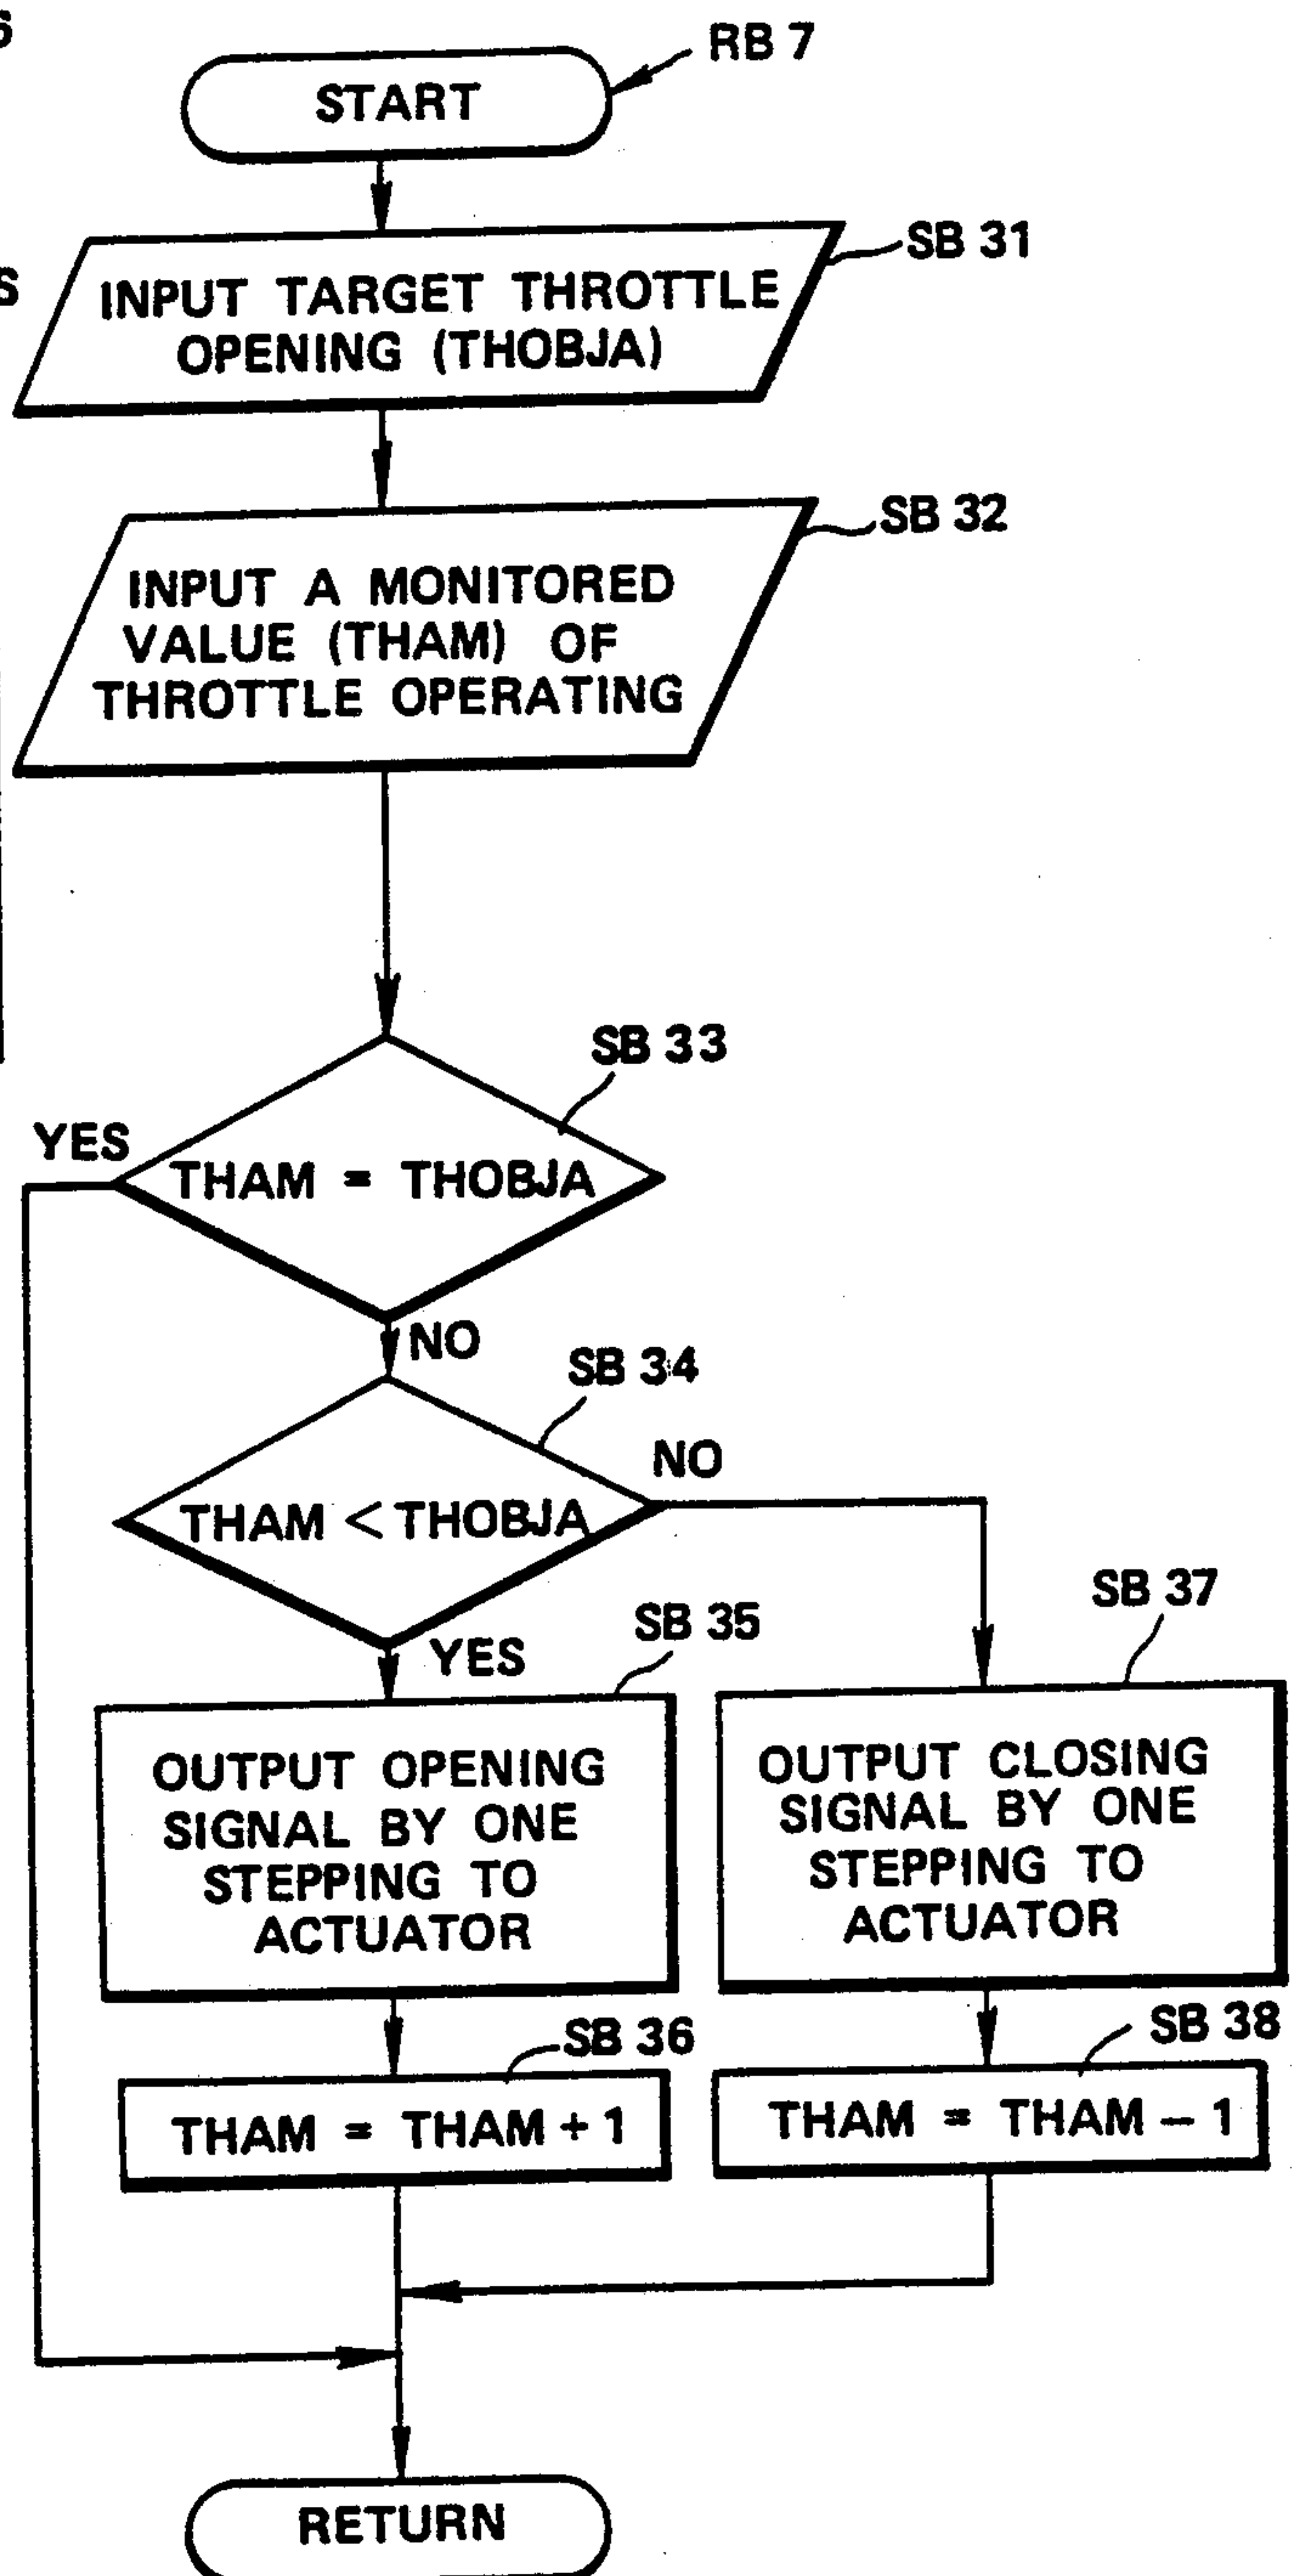 S
RB 7
START
SB 31
S
INPUT TARGET THROTTLE
OPENING (THOBJA)
SB 32
INPUT A MONITORED
VALUE (THAM) OF
THROTTLE OPERATING
SB 33
YES
THAM = THOBJA
NO
SB 34
NO
THAM < THOBJA
SB 37
SB 35
YES
OUTPUT OPENING
SIGNAL BY ONE
STEPPING TO
ACTUATOR
OUTPUT CLOSING
SIGNAL BY ONE
STEPPING TO
ACTUATOR
SB 36
SB 38
THAM = THAM + 1
THAM = THAM – 1
RETURN